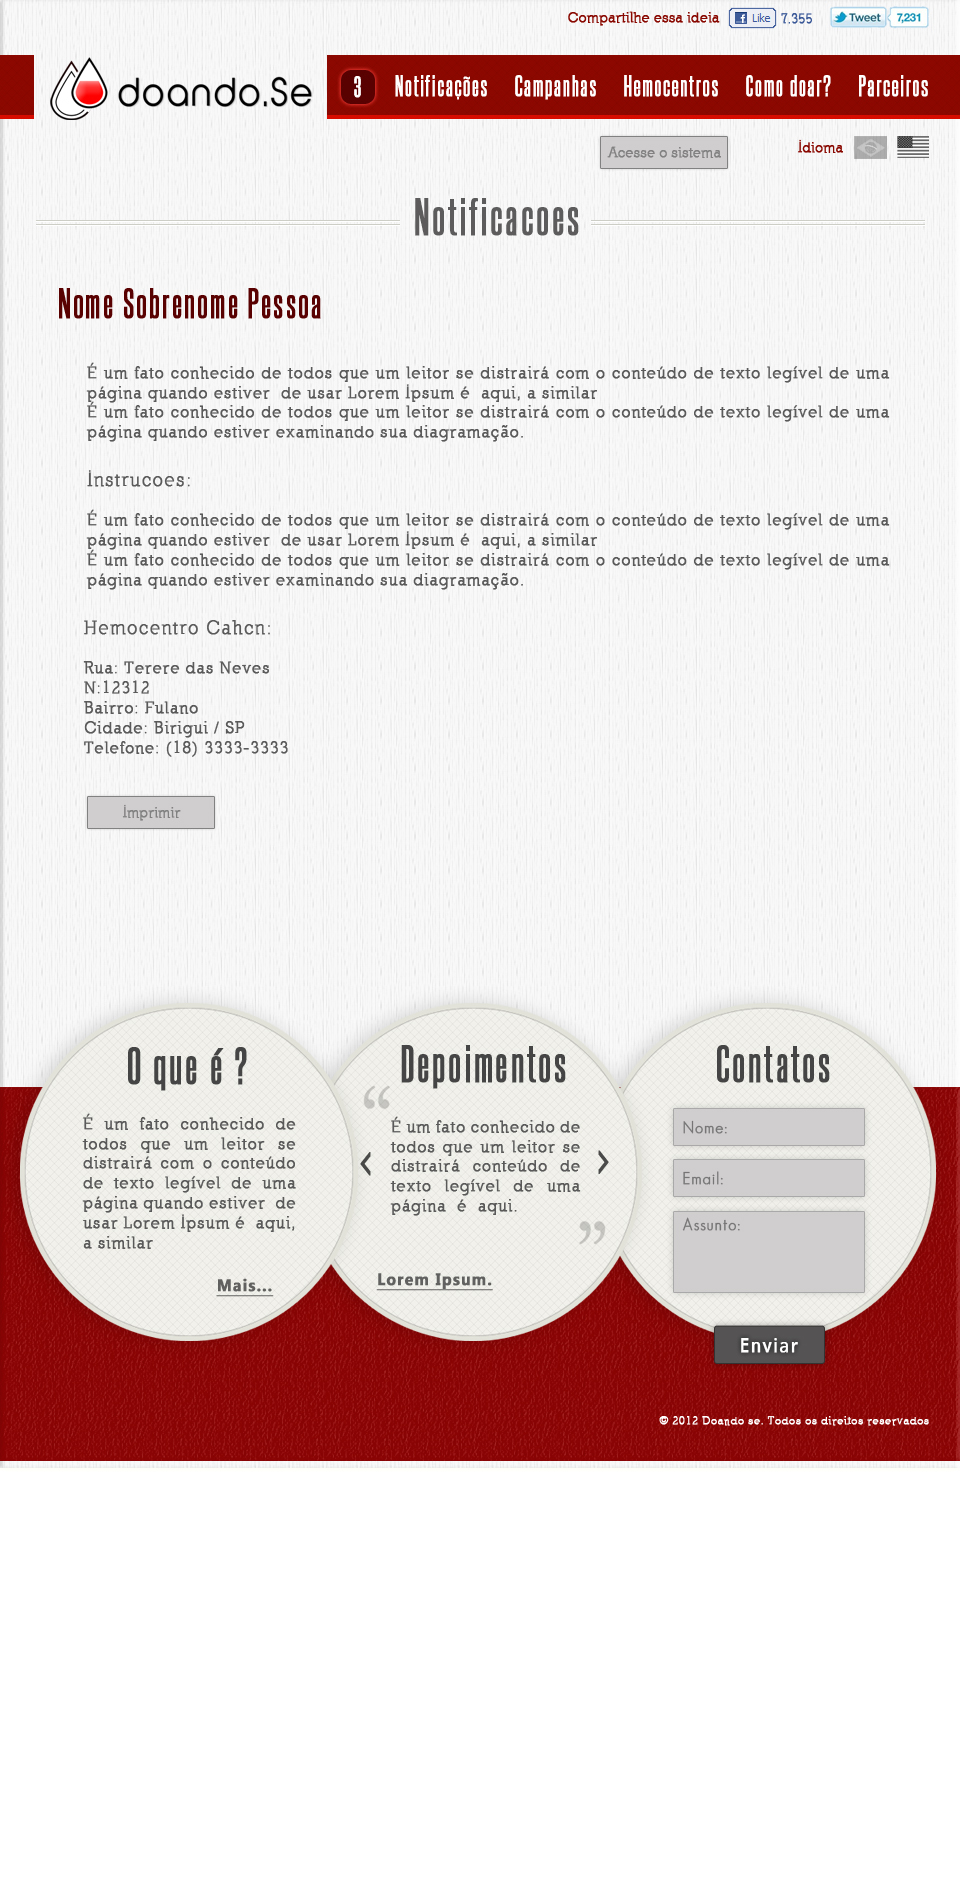 Compartilhe essa ideia Like 7.355 Tweet 7,231
doando.Se 3 Notificações Campanhas Hemocentros Como doar? Parceiros
Acesse o sistema Idioma
Notificacoes
Nome Sobrenome Pessoa
É um fato conhecido de todos que um leitor se distrairá com o conteúdo de texto legível de uma
página quando estiver de usar Lorem Ipsum é aqui, a similar
É um fato conhecido de todos que um leitor se distrairá com o conteúdo de texto legível de uma
página quando estiver examinando sua diagramação.
Instrucoes:
É um fato conhecido de todos que um leitor se distrairá com o conteúdo de texto legível de uma
página quando estiver de usar Lorem Ipsum é aqui, a similar
É um fato conhecido de todos que um leitor se distrairá com o conteúdo de texto legível de uma
página quando estiver examinando sua diagramação.
Hemocentro Cahcn:
Rua: Terere das Neves
N:12312
Bairro: Fulano
Cidade: Birigui / SP
Telefone: (18) 3333-3333
Imprimir
O que é ?
É um fato conhecido de
todos que um leitor se
distrairá com o conteúdo
de texto legível de uma
página quando estiver de
usar Lorem Ipsum é aqui,
a similar
Mais...
Depoimentos
“
É um fato conhecido de
todos que um leitor se
distrairá conteúdo de
texto legível de uma
página é aqui.
”
Lorem Ipsum.
Contatos
Nome:
Email:
Assunto:
Enviar
© 2012 Doando se. Todos os direitos reservados